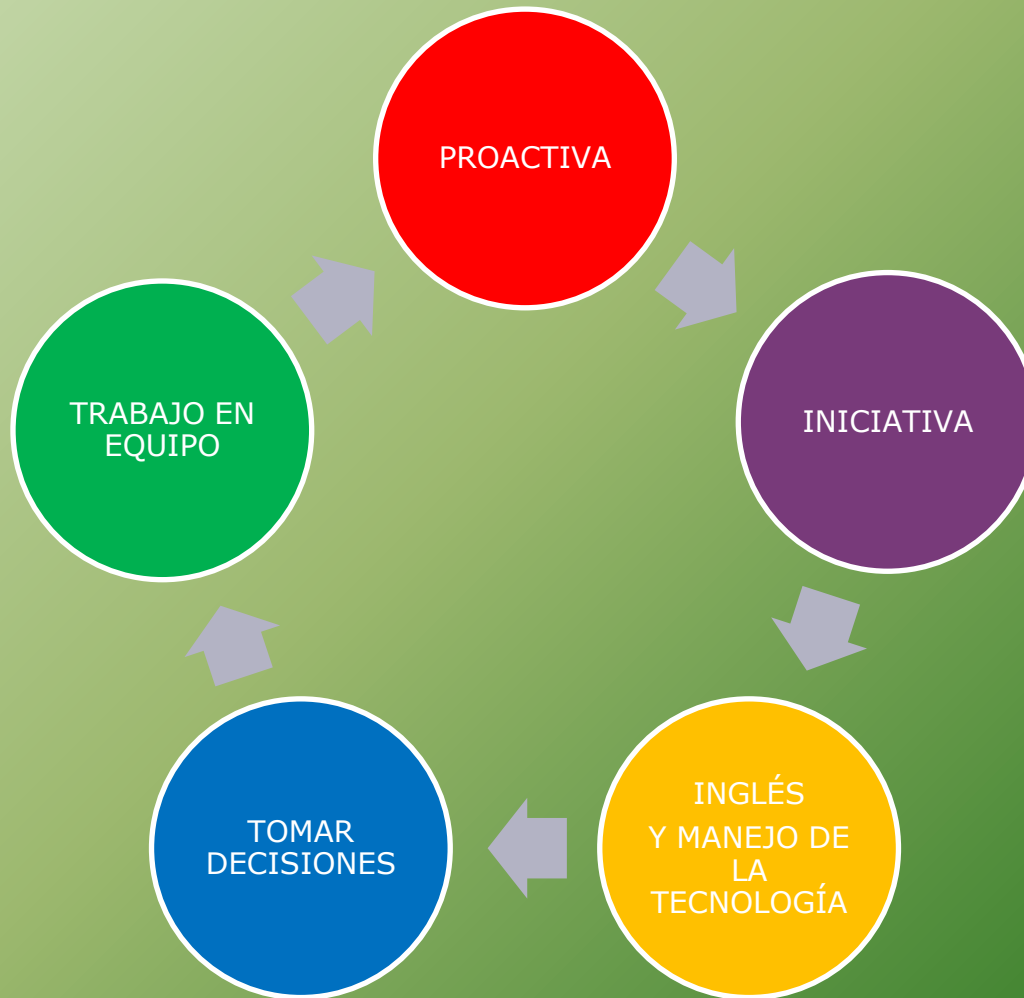 PROACTIVA
INICIATIVA
INGLÉS
Y MANEJO DE
LA
TECNOLOGÍA
TOMAR
DECISIONES
TRABAJO EN
EQUIPO